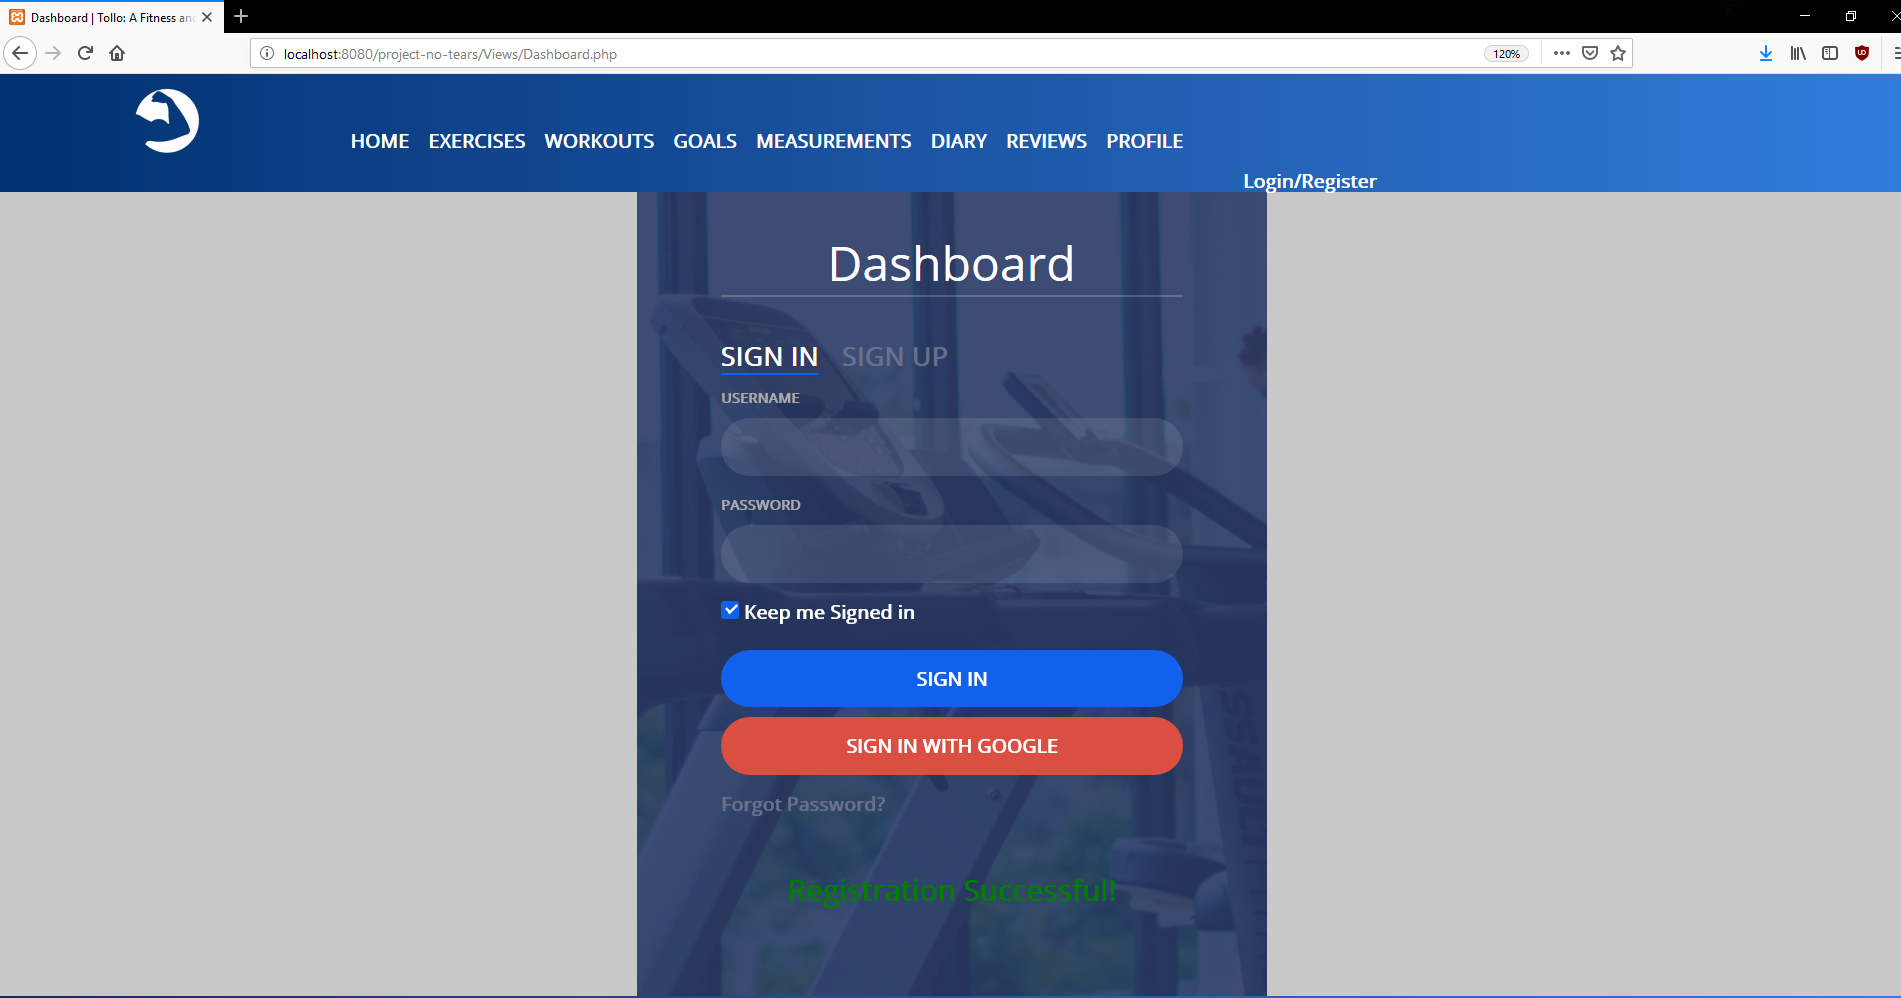 Dashboard | Tollo: A Fitness an
localhost:8080/project-no-tears/Views/Dashboard.php
120%
HOME EXERCISES WORKOUTS GOALS MEASUREMENTS DIARY REVIEWS PROFILE
Login/Register
Dashboard
SIGN IN SIGN UP
USERNAME
PASSWORD
Keep me Signed in
SIGN IN
SIGN IN WITH GOOGLE
Forgot Password?
Registration Successful!